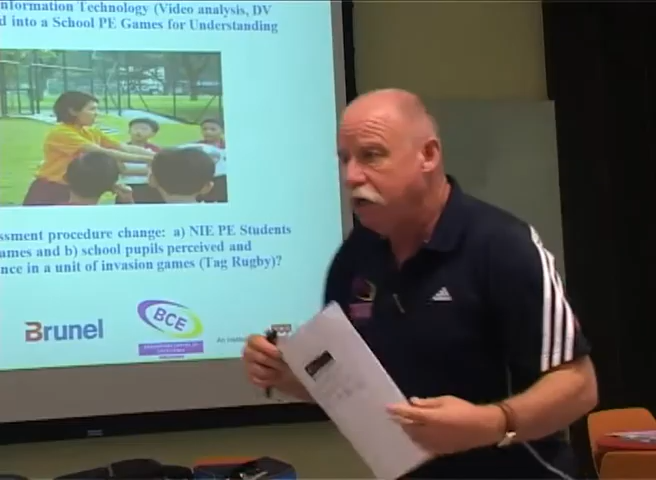 nformation Technology (Video analysis, DV
d into a School PE Games for Understanding
ssment procedure change: a) NIE PE Students
ames and b) school pupils perceived and
nce in a unit of invasion games (Tag Rugby)?
Brunel
BCE
An
adidas